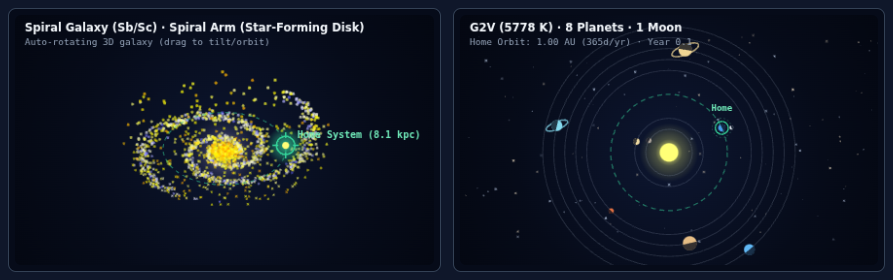 Spiral Galaxy (Sb/Sc) · Spiral Arm (Star-Forming Disk)
Auto-rotating 3D galaxy (drag to tilt/orbit)
Home System (8.1 kpc)
G2V (5778 K) · 8 Planets · 1 Moon
Home Orbit: 1.00 AU (365d/yr) · Year 0.1
Home